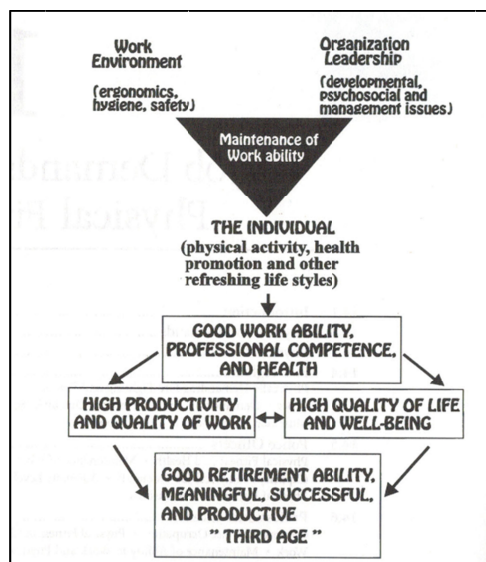 Work
Environment
(ergonomics,
hygiene, safety)
Organization
Leadership
(developmental,
psychosocial and
management issues)
Maintenance of
Work ability
THE INDIVIDUAL
(physical activity, health
promotion and other
refreshing life styles)
GOOD WORK ABILITY,
PROFESSIONAL COMPETENCE,
AND HEALTH
HIGH PRODUCTIVITY
AND QUALITY OF WORK
HIGH QUALITY OF LIFE
AND WELL-BEING
GOOD RETIREMENT ABILITY,
MEANINGFUL, SUCCESSFUL,
AND PRODUCTIVE
" THIRD AGE"